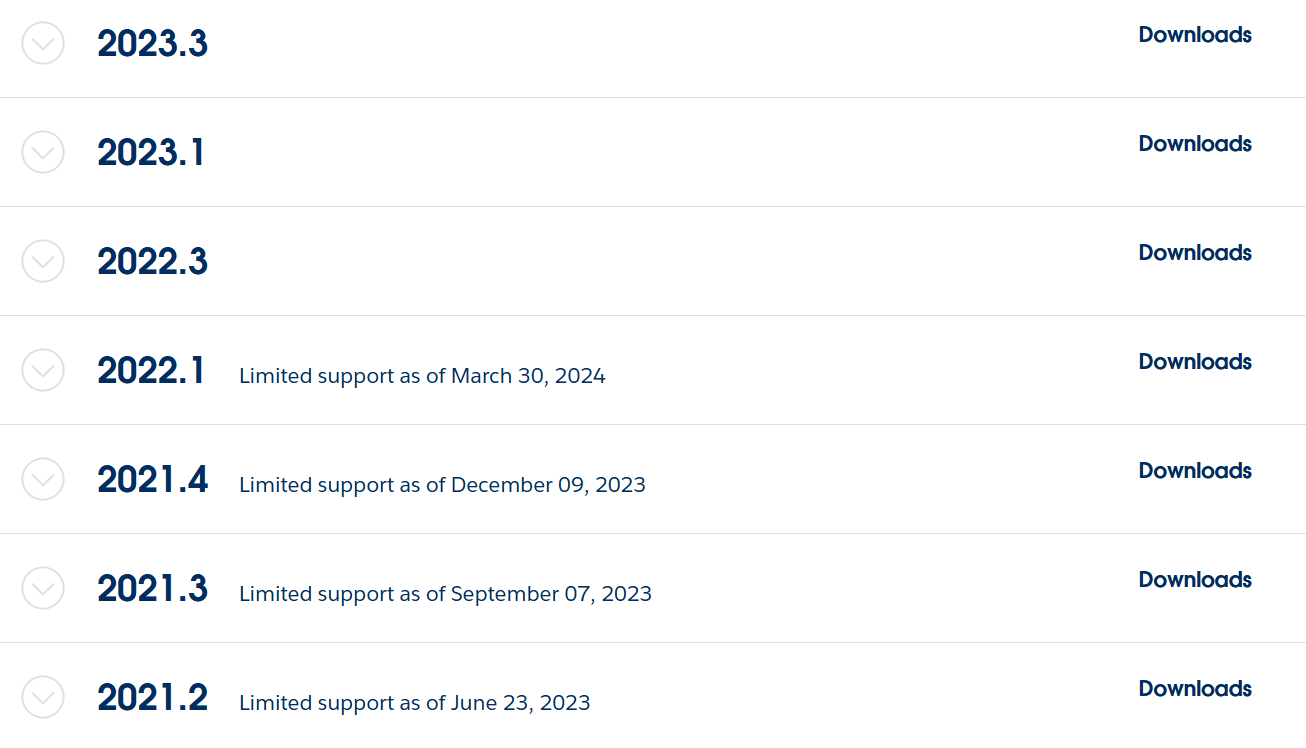 2023.3 Downloads
2023.1 Downloads
2022.3 Downloads
2022.1 Limited support as of March 30, 2024 Downloads
2021.4 Limited support as of December 09, 2023 Downloads
2021.3 Limited support as of September 07, 2023 Downloads
2021.2 Limited support as of June 23, 2023 Downloads